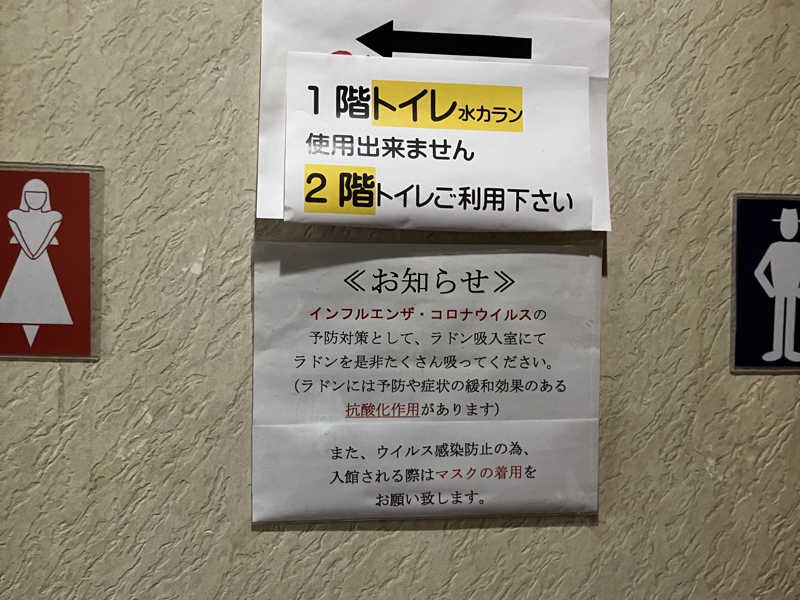 1階トイレ水カラン
使用出来ません
2階トイレご利用下さい
≪お知らせ≫
インフルエンザ・コロナウイルスの
予防対策として、ラドン吸入室にて
ラドンを是非たくさん吸ってください。
（ラドンには予防や症状の緩和効果のある
抗酸化作用があります）
また、ウイルス感染防止の為、
入館される際はマスクの着用を
お願い致します。